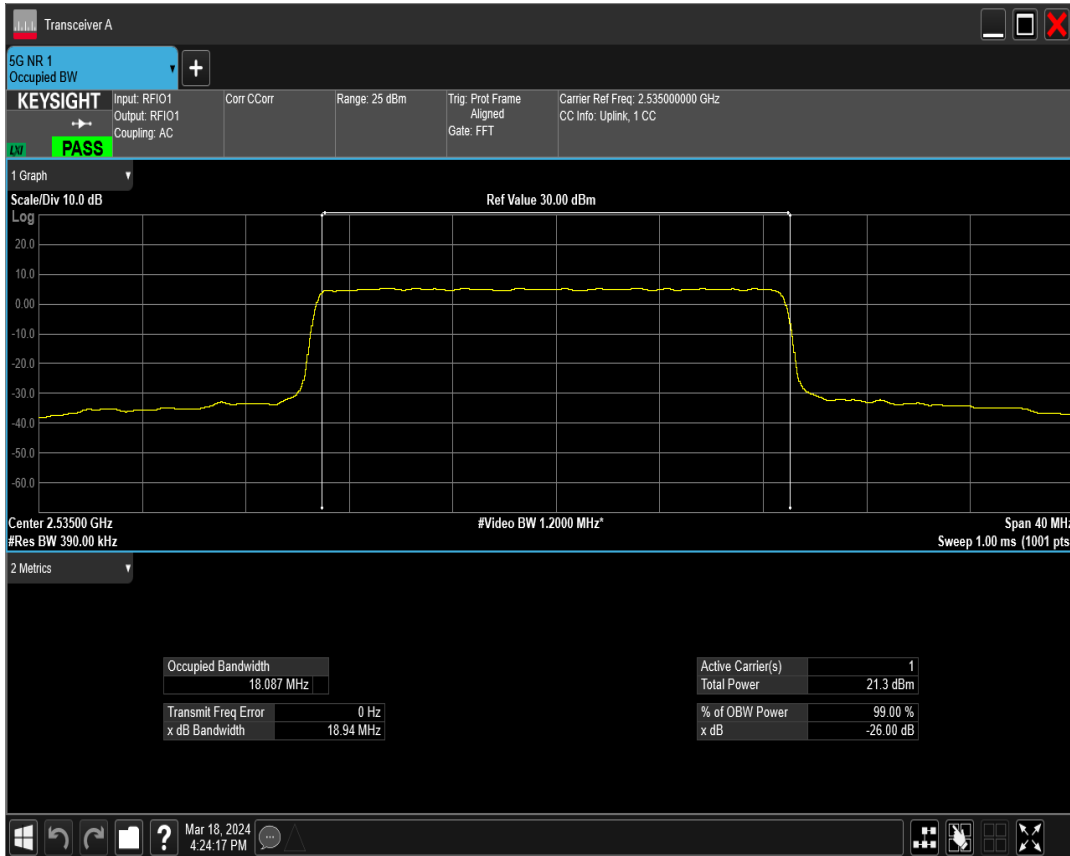 Transceiver A
5G NR 1
Occupied BW
KEYSIGHT
LXI
PASS
Input: RFIO1
Output: RFIO1
Coupling: AC
Corr CCorr
Range: 25 dBm
Trig: Prot Frame
Aligned
Gate: FFT
Carrier Ref Freq: 2.535000000 GHz
CC Info: Uplink, 1 CC
1 Graph
Scale/Div 10.0 dB
Ref Value 30.00 dBm
Log
20.0
10.0
0.00
-10.0
-20.0
-30.0
-40.0
-50.0
-60.0
Center 2.53500 GHz
#Video BW 1.2000 MHz*
Span 40 MHz
#Res BW 390.00 kHz
Sweep 1.00 ms (1001 pts
2 Metrics
Occupied Bandwidth
18.087 MHz
Transmit Freq Error 0 Hz
x dB Bandwidth 18.94 MHz
Active Carrier(s) 1
Total Power 21.3 dBm
% of OBW Power 99.00 %
x dB -26.00 dB
?
Mar 18, 2024
4:24:17 PM